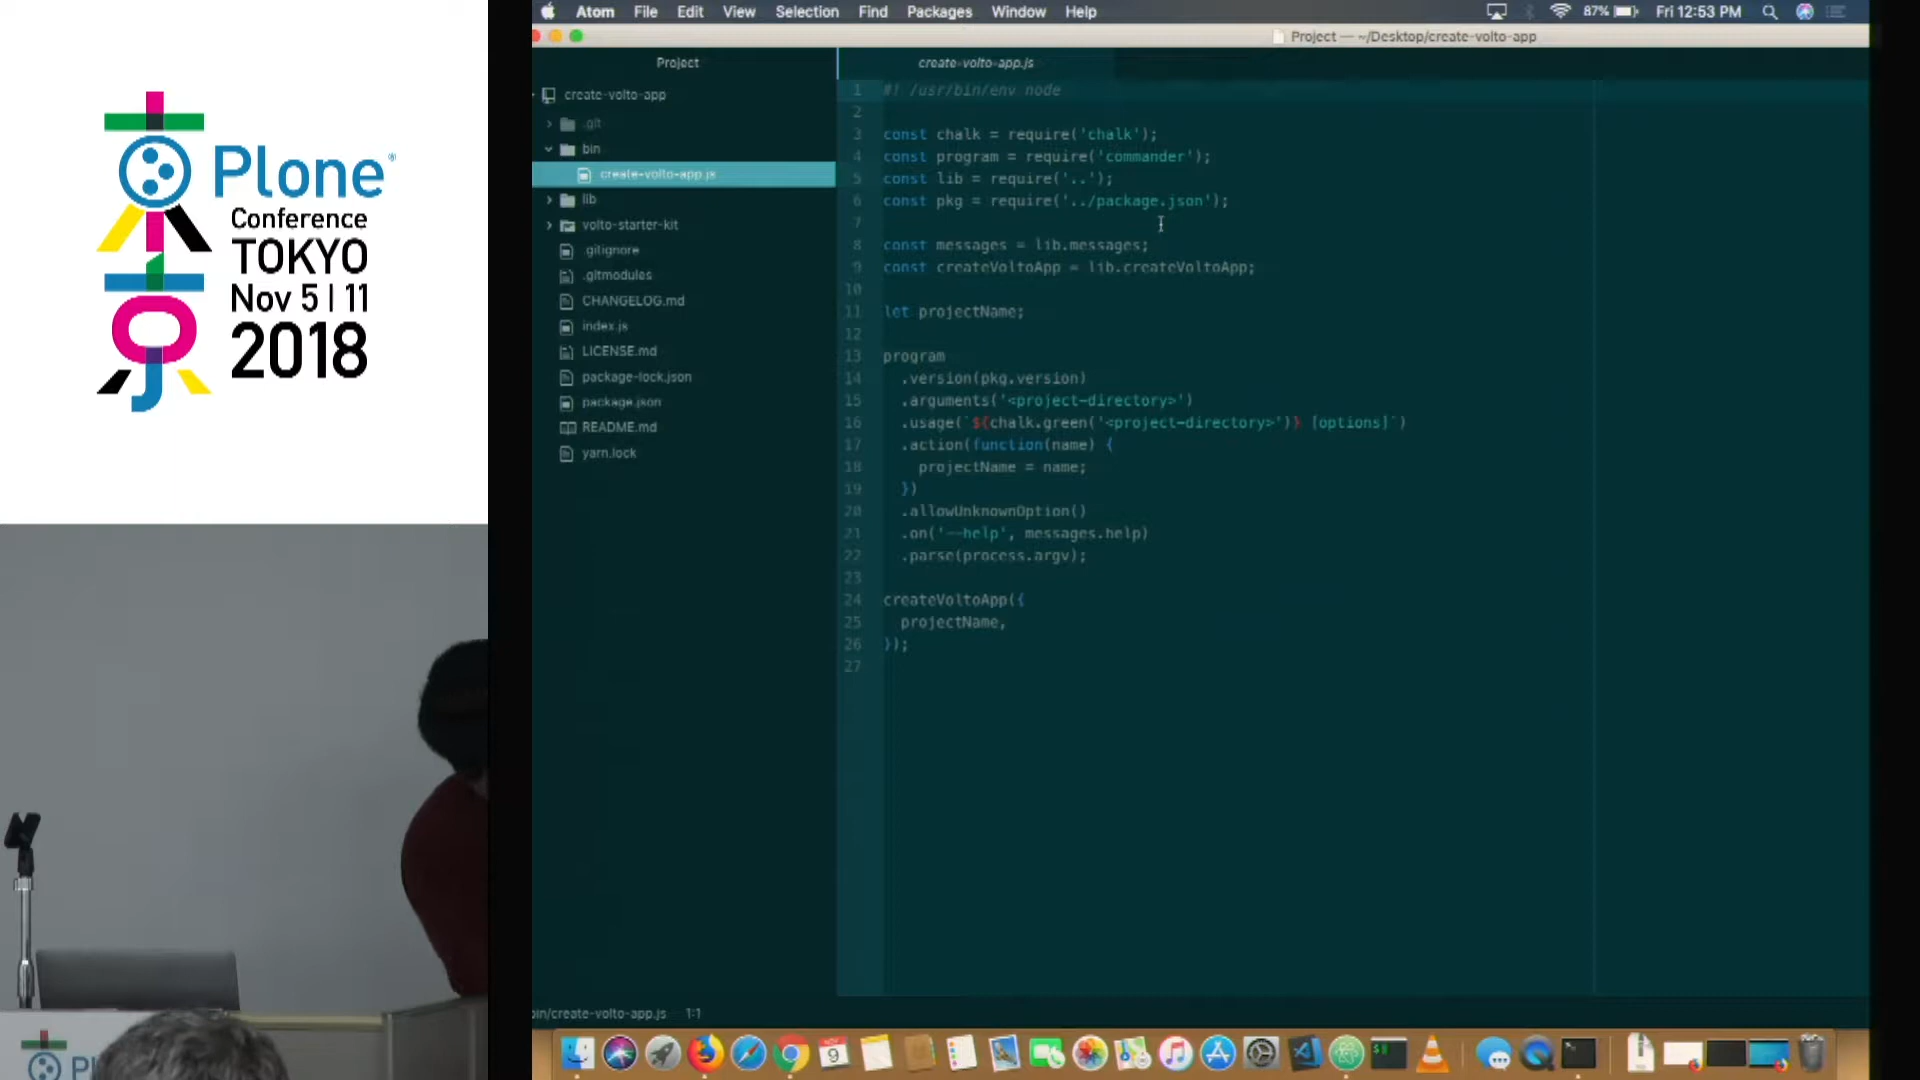 Plone®
Conference
TOKYO
Nov 5 | 11
2018
Atom File Edit View Selection Find Packages Window Help
87%
Fri 12:53 PM
Project — ~/Desktop/create-volto-app
Project
create-volto-app
.git
bin
create-volto-app.js
lib
volto-starter-kit
.gitignore
.gitmodules
CHANGELOG.md
index.js
LICENSE.md
package-lock.json
package.json
README.md
yarn.lock
create-volto-app.js
1 #! /usr/bin/env node
2
3 const chalk = require('chalk');
4 const program = require('commander');
5 const lib = require('..');
6 const pkg = require('../package.json');
7
8 const messages = lib.messages;
9 const createVoltoApp = lib.createVoltoApp;
10
11 let projectName;
12
13 program
14 .version(pkg.version)
15 .arguments('<project-directory>')
16 .usage(`${chalk.green('<project-directory>')} [options]`)
17 .action(function(name) {
18 projectName = name;
19 })
20 .allowUnknownOption()
21 .on('--help', messages.help)
22 .parse(process.argv);
23
24 createVoltoApp({
25 projectName,
26 });
27
bin/create-volto-app.js 1:1
9